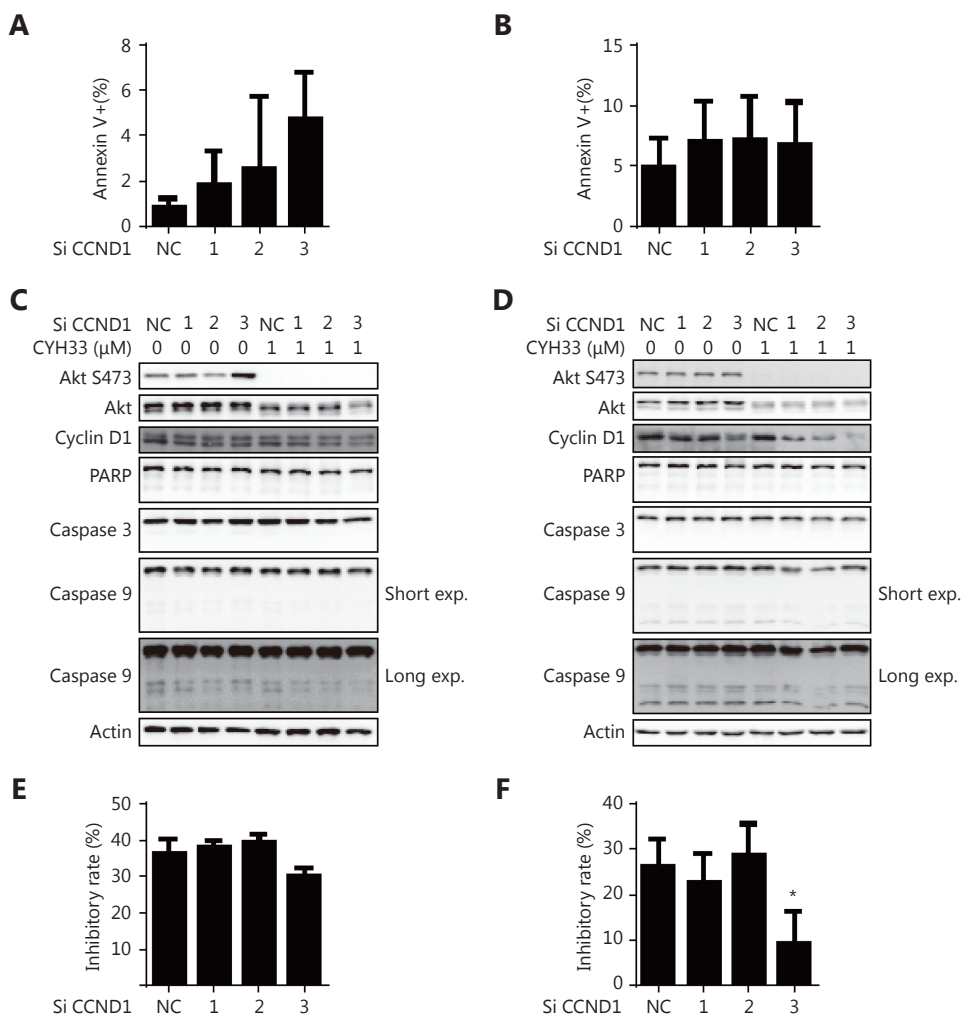 A
B
8
6
4
2
0
Annexin V+(%)
Si CCND1 NC 1 2 3
15
10
5
0
Annexin V+(%)
Si CCND1 NC 1 2 3
C
Si CCND1 NC 1 2 3 NC 1 2 3
CYH33 (μM) 0 0 0 0 1 1 1 1
Akt S473
Akt
Cyclin D1
PARP
Caspase 3
Caspase 9 Short exp.
Caspase 9 Long exp.
Actin
D
Si CCND1 NC 1 2 3 NC 1 2 3
CYH33 (μM) 0 0 0 0 1 1 1 1
Akt S473
Akt
Cyclin D1
PARP
Caspase 3
Caspase 9 Short exp.
Caspase 9 Long exp.
Actin
E
50
40
30
20
10
Inhibitory rate (%)
Si CCND1 NC 1 2 3
F
40
30
20
10
0
Inhibitory rate (%)
*
Si CCND1 NC 1 2 3